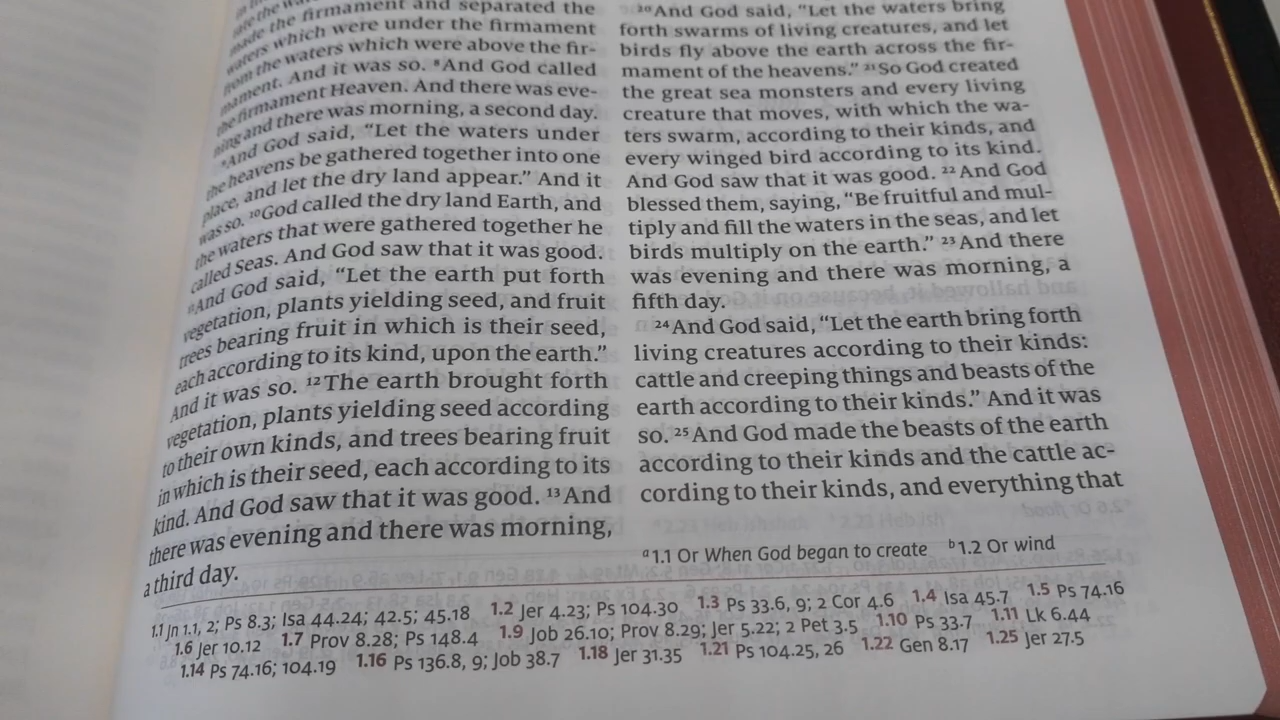 made the firmament and separated the
waters which were under the firmament
from the waters which were above the fir-
mament. And it was so. ⁸And God called
the firmament Heaven. And there was eve-
ning and there was morning, a second day.
⁹And God said, “Let the waters under
the heavens be gathered together into one
place, and let the dry land appear.” And it
was so. ¹⁰God called the dry land Earth, and
the waters that were gathered together he
called Seas. And God saw that it was good.
¹¹And God said, “Let the earth put forth
vegetation, plants yielding seed, and fruit
trees bearing fruit in which is their seed,
each according to its kind, upon the earth.”
And it was so. ¹²The earth brought forth
vegetation, plants yielding seed according
to their own kinds, and trees bearing fruit
in which is their seed, each according to its
kind. And God saw that it was good. ¹³And
there was evening and there was morning,
a third day.
²⁰And God said, “Let the waters bring
forth swarms of living creatures, and let
birds fly above the earth across the fir-
mament of the heavens.” ²¹So God created
the great sea monsters and every living
creature that moves, with which the wa-
ters swarm, according to their kinds, and
every winged bird according to its kind.
And God saw that it was good. ²²And God
blessed them, saying, “Be fruitful and mul-
tiply and fill the waters in the seas, and let
birds multiply on the earth.” ²³And there
was evening and there was morning, a
fifth day.
²⁴And God said, “Let the earth bring forth
living creatures according to their kinds:
cattle and creeping things and beasts of the
earth according to their kinds.” And it was
so. ²⁵And God made the beasts of the earth
according to their kinds and the cattle ac-
cording to their kinds, and everything that
ᵃ1.1 Or When God began to create ᵇ1.2 Or wind
1.1 Jn 1.1, 2; Ps 8.3; Isa 44.24; 42.5; 45.18 1.2 Jer 4.23; Ps 104.30 1.3 Ps 33.6, 9; 2 Cor 4.6 1.4 Isa 45.7 1.5 Ps 74.16
1.6 Jer 10.12 1.7 Prov 8.28; Ps 148.4 1.9 Job 26.10; Prov 8.29; Jer 5.22; 2 Pet 3.5 1.10 Ps 33.7 1.11 Lk 6.44
1.14 Ps 74.16; 104.19 1.16 Ps 136.8, 9; Job 38.7 1.18 Jer 31.35 1.21 Ps 104.25, 26 1.22 Gen 8.17 1.25 Jer 27.5